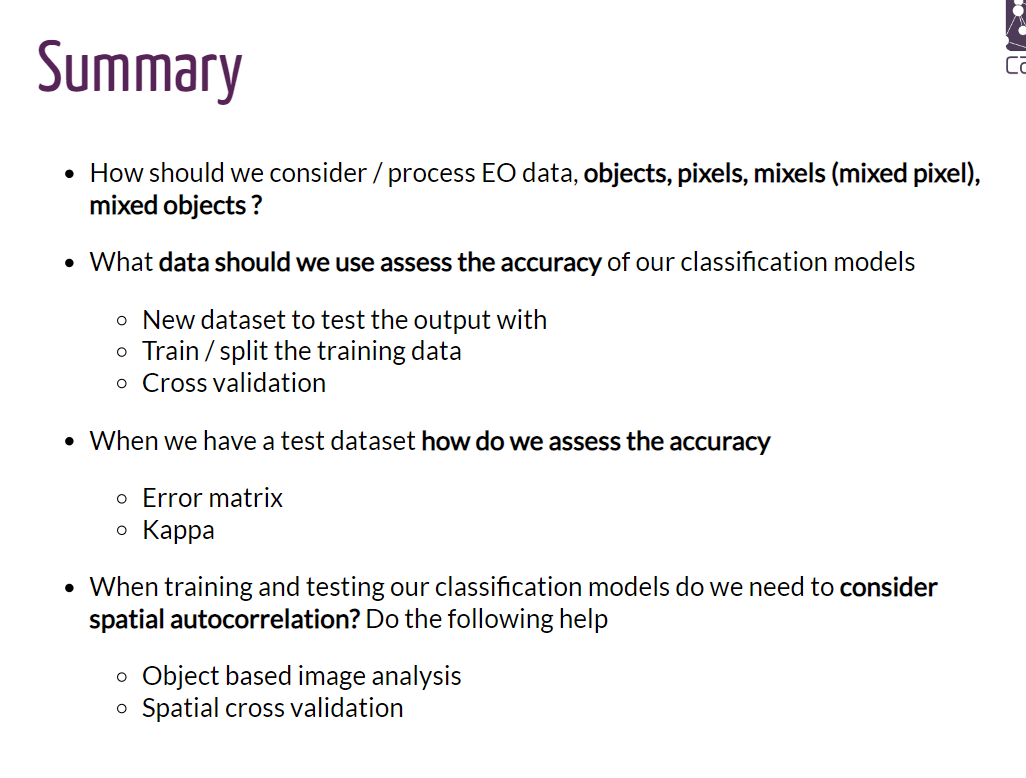 Summary
Ca
• How should we consider / process EO data, objects, pixels, mixels (mixed pixel),
mixed objects ?
• What data should we use assess the accuracy of our classification models
◦ New dataset to test the output with
◦ Train / split the training data
◦ Cross validation
• When we have a test dataset how do we assess the accuracy
◦ Error matrix
◦ Kappa
• When training and testing our classification models do we need to consider
spatial autocorrelation? Do the following help
◦ Object based image analysis
◦ Spatial cross validation